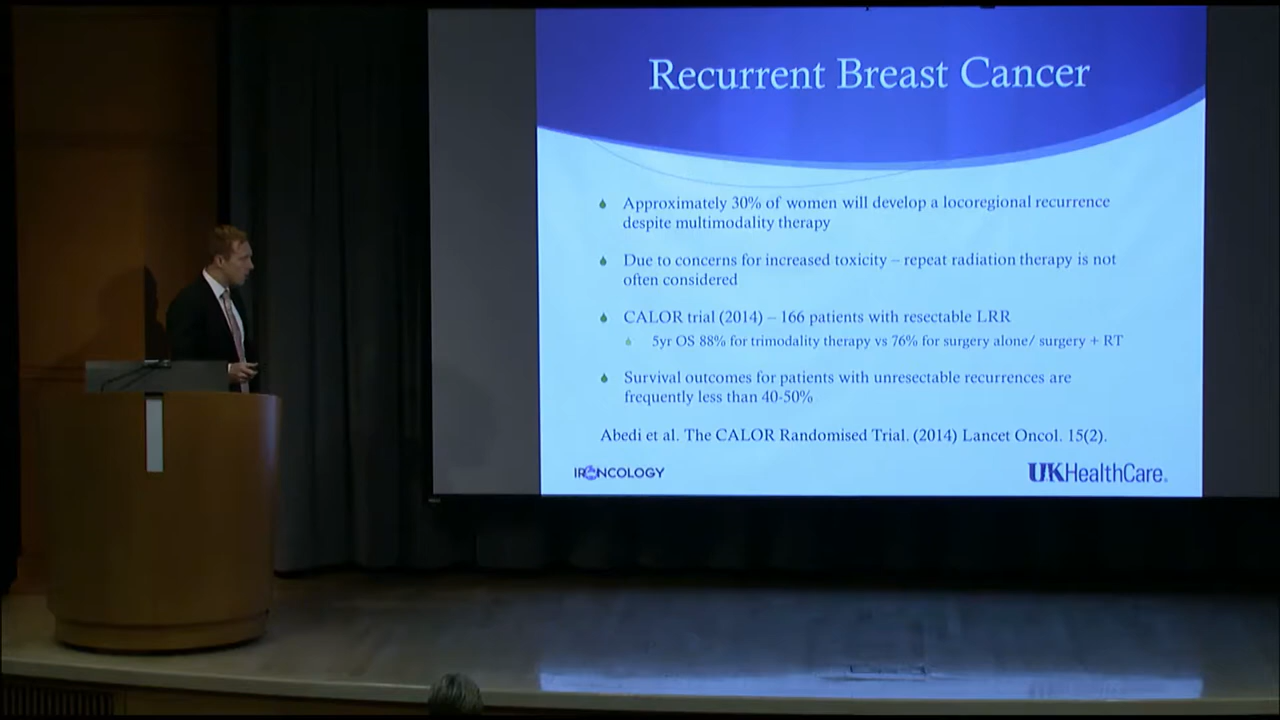 Recurrent Breast Cancer
Approximately 30% of women will develop a locoregional recurrence
despite multimodality therapy
Due to concerns for increased toxicity – repeat radiation therapy is not
often considered
CALOR trial (2014) – 166 patients with resectable LRR
5yr OS 88% for trimodality therapy vs 76% for surgery alone/ surgery + RT
Survival outcomes for patients with unresectable recurrences are
frequently less than 40-50%
Abedi et al. The CALOR Randomised Trial. (2014) Lancet Oncol. 15(2).
IRONCOLOGY
UKHealthCare.